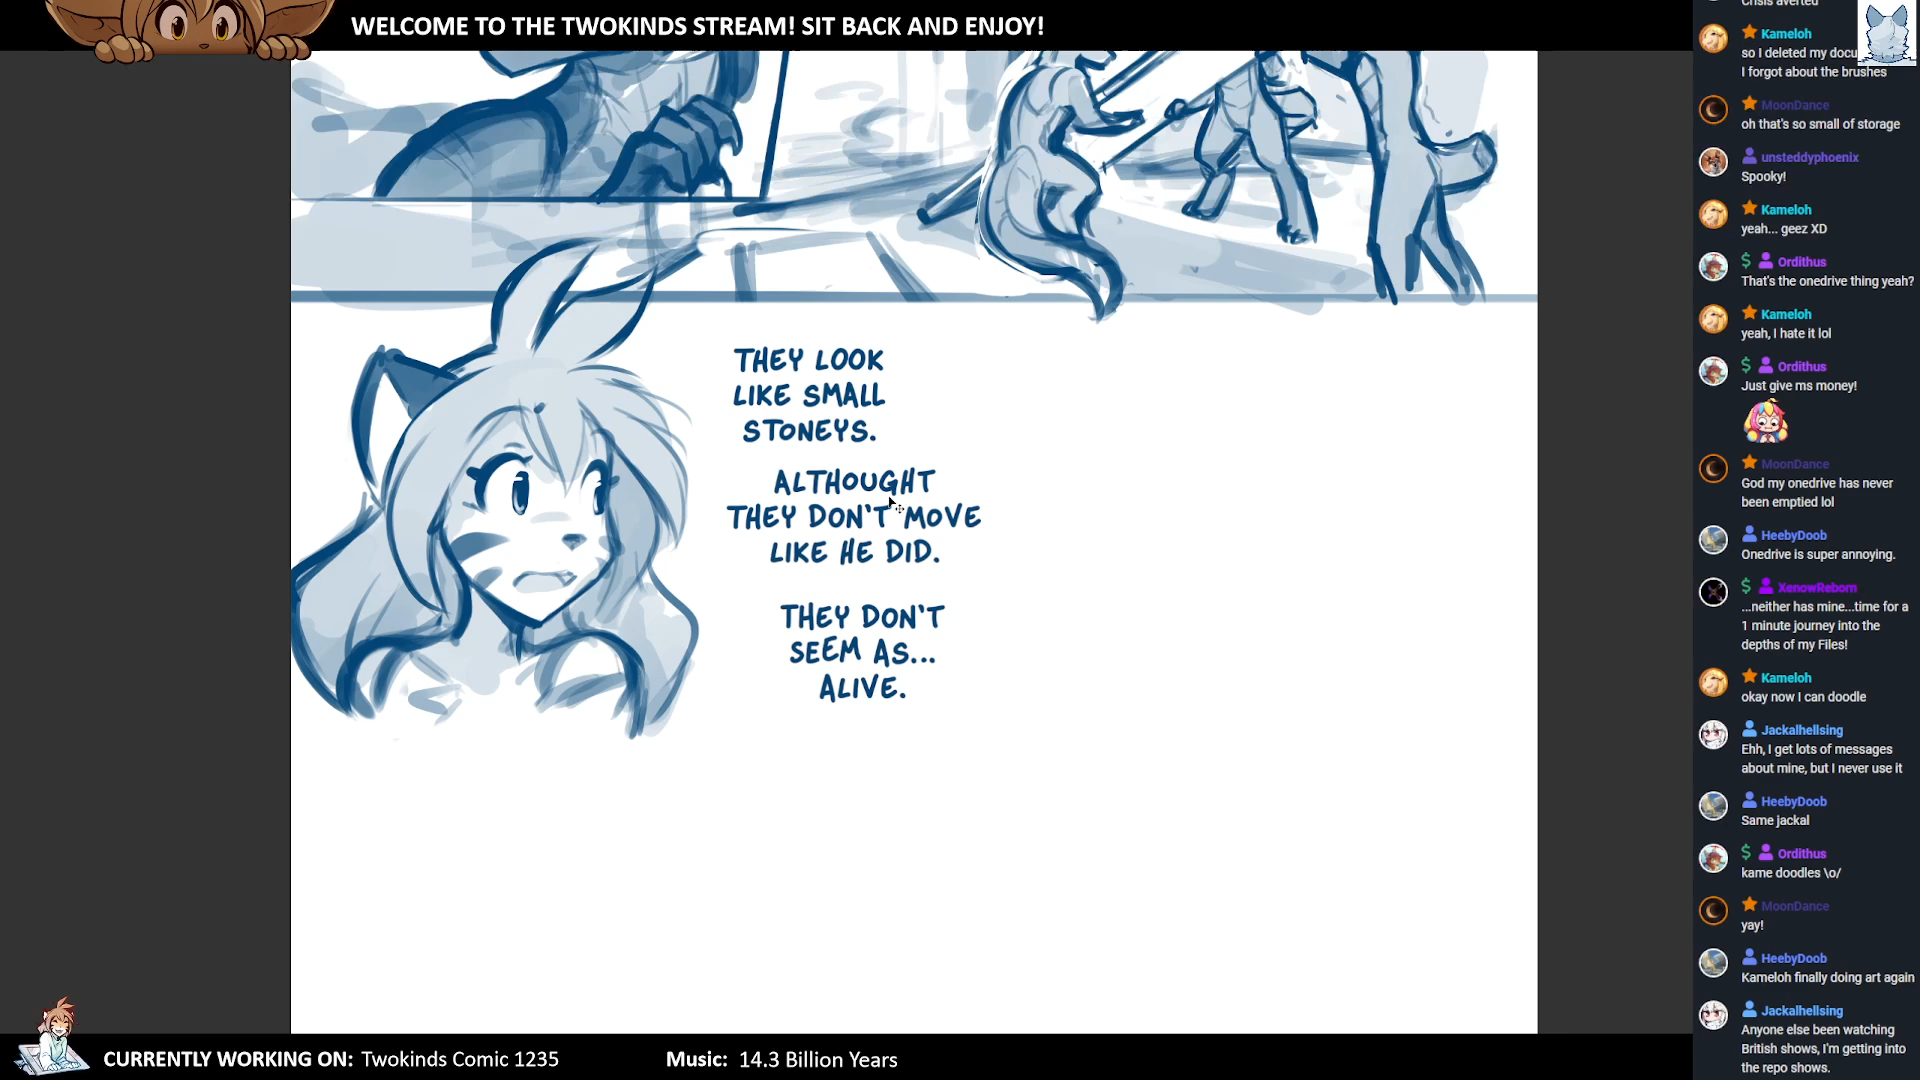 WELCOME TO THE TWOKINDS STREAM! SIT BACK AND ENJOY!
THEY LOOK
LIKE SMALL
STONEYS.
ALTHOUGHT
THEY DON'T MOVE
LIKE HE DID.
THEY DON'T
SEEM AS...
ALIVE.
CURRENTLY WORKING ON: Twokinds Comic 1235
Music: 14.3 Billion Years
Crisis averted
Kameloh
so I deleted my docu
I forgot about the brushes
MoonDance
oh that's so small of storage
unsteddyphoenix
Spooky!
Kameloh
yeah... geez XD
$ Ordithus
That's the onedrive thing yeah?
Kameloh
yeah, I hate it lol
$ Ordithus
Just give ms money!
MoonDance
God my onedrive has never
been emptied lol
HeebyDoob
Onedrive is super annoying.
$ XenowReborn
...neither has mine...time for a
1 minute journey into the
depths of my Files!
Kameloh
okay now I can doodle
Jackalhellsing
Ehh, I get lots of messages
about mine, but I never use it
HeebyDoob
Same jackal
$ Ordithus
kame doodles \o/
MoonDance
yay!
HeebyDoob
Kameloh finally doing art again
Jackalhellsing
Anyone else been watching
British shows, I'm getting into
the repo shows.